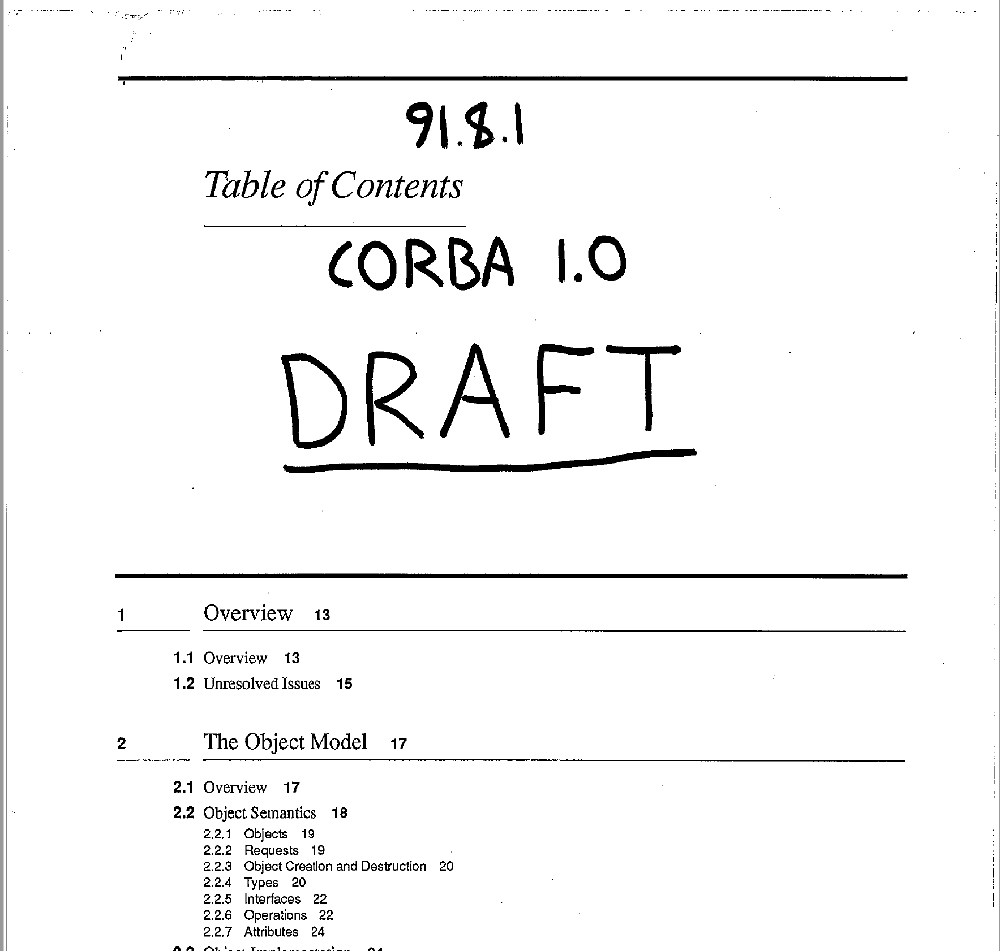 91.8.1
Table of Contents
CORBA 1.0
DRAFT
1 Overview 13
1.1 Overview 13
1.2 Unresolved Issues 15
2 The Object Model 17
2.1 Overview 17
2.2 Object Semantics 18
2.2.1 Objects 19
2.2.2 Requests 19
2.2.3 Object Creation and Destruction 20
2.2.4 Types 20
2.2.5 Interfaces 22
2.2.6 Operations 22
2.2.7 Attributes 24
Object Implementation